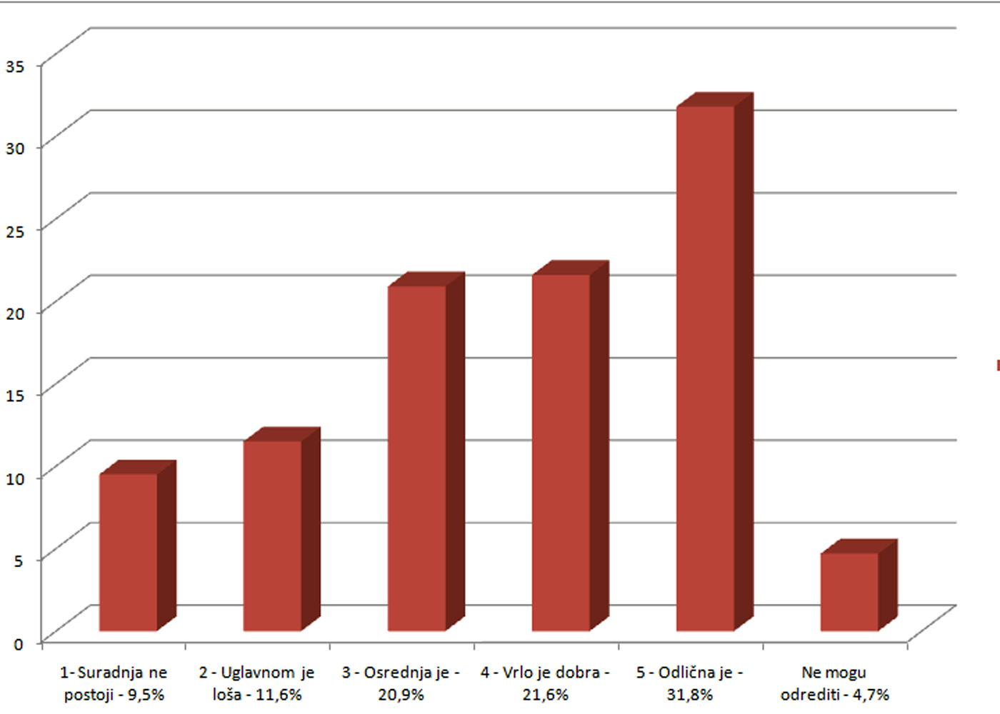 35
30
25
20
15
10
5
0
1- Suradnja ne
postoji - 9,5%
2 - Uglavnom je
loša - 11,6%
3 - Osrednja je -
20,9%
4 - Vrlo je dobra -
21,6%
5 - Odlična je -
31,8%
Ne mogu
odrediti - 4,7%